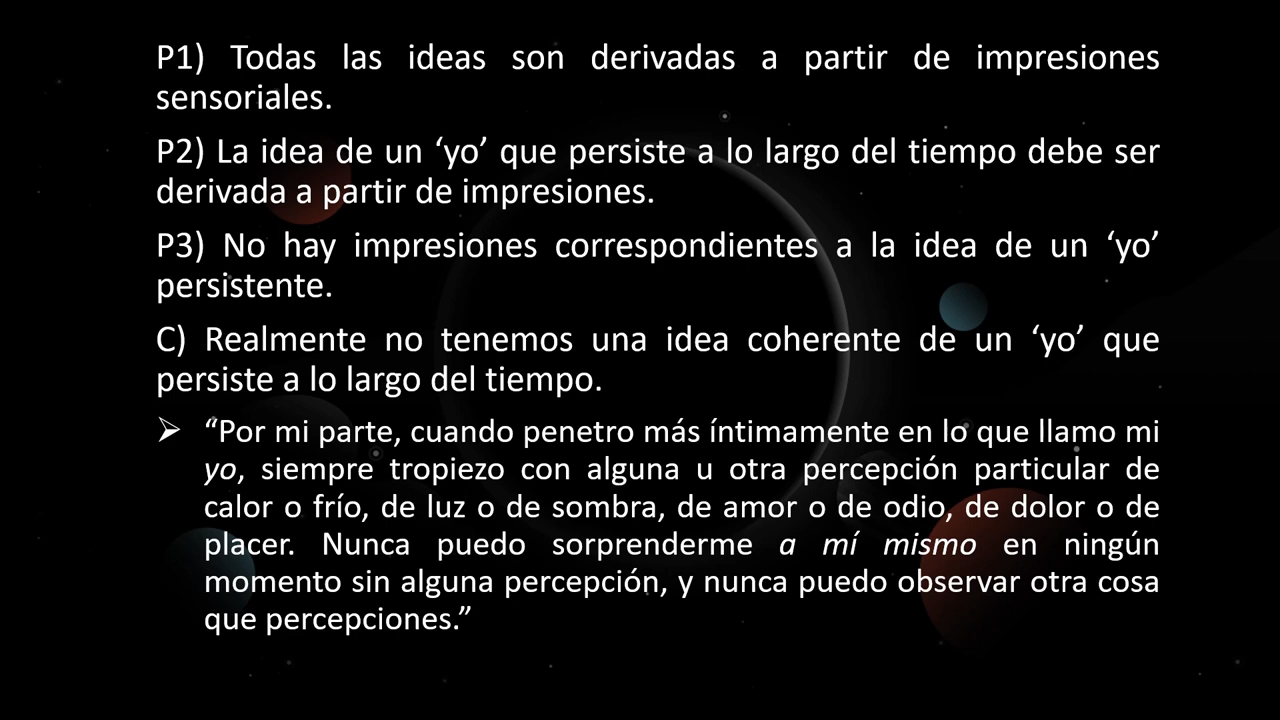 P1) Todas las ideas son derivadas a partir de impresiones
sensoriales.
P2) La idea de un ‘yo’ que persiste a lo largo del tiempo debe ser
derivada a partir de impresiones.
P3) No hay impresiones correspondientes a la idea de un ‘yo’
persistente.
C) Realmente no tenemos una idea coherente de un ‘yo’ que
persiste a lo largo del tiempo.
➢ “Por mi parte, cuando penetro más íntimamente en lo que llamo mi
yo, siempre tropiezo con alguna u otra percepción particular de
calor o frío, de luz o de sombra, de amor o de odio, de dolor o de
placer. Nunca puedo sorprenderme a mí mismo en ningún
momento sin alguna percepción, y nunca puedo observar otra cosa
que percepciones.”